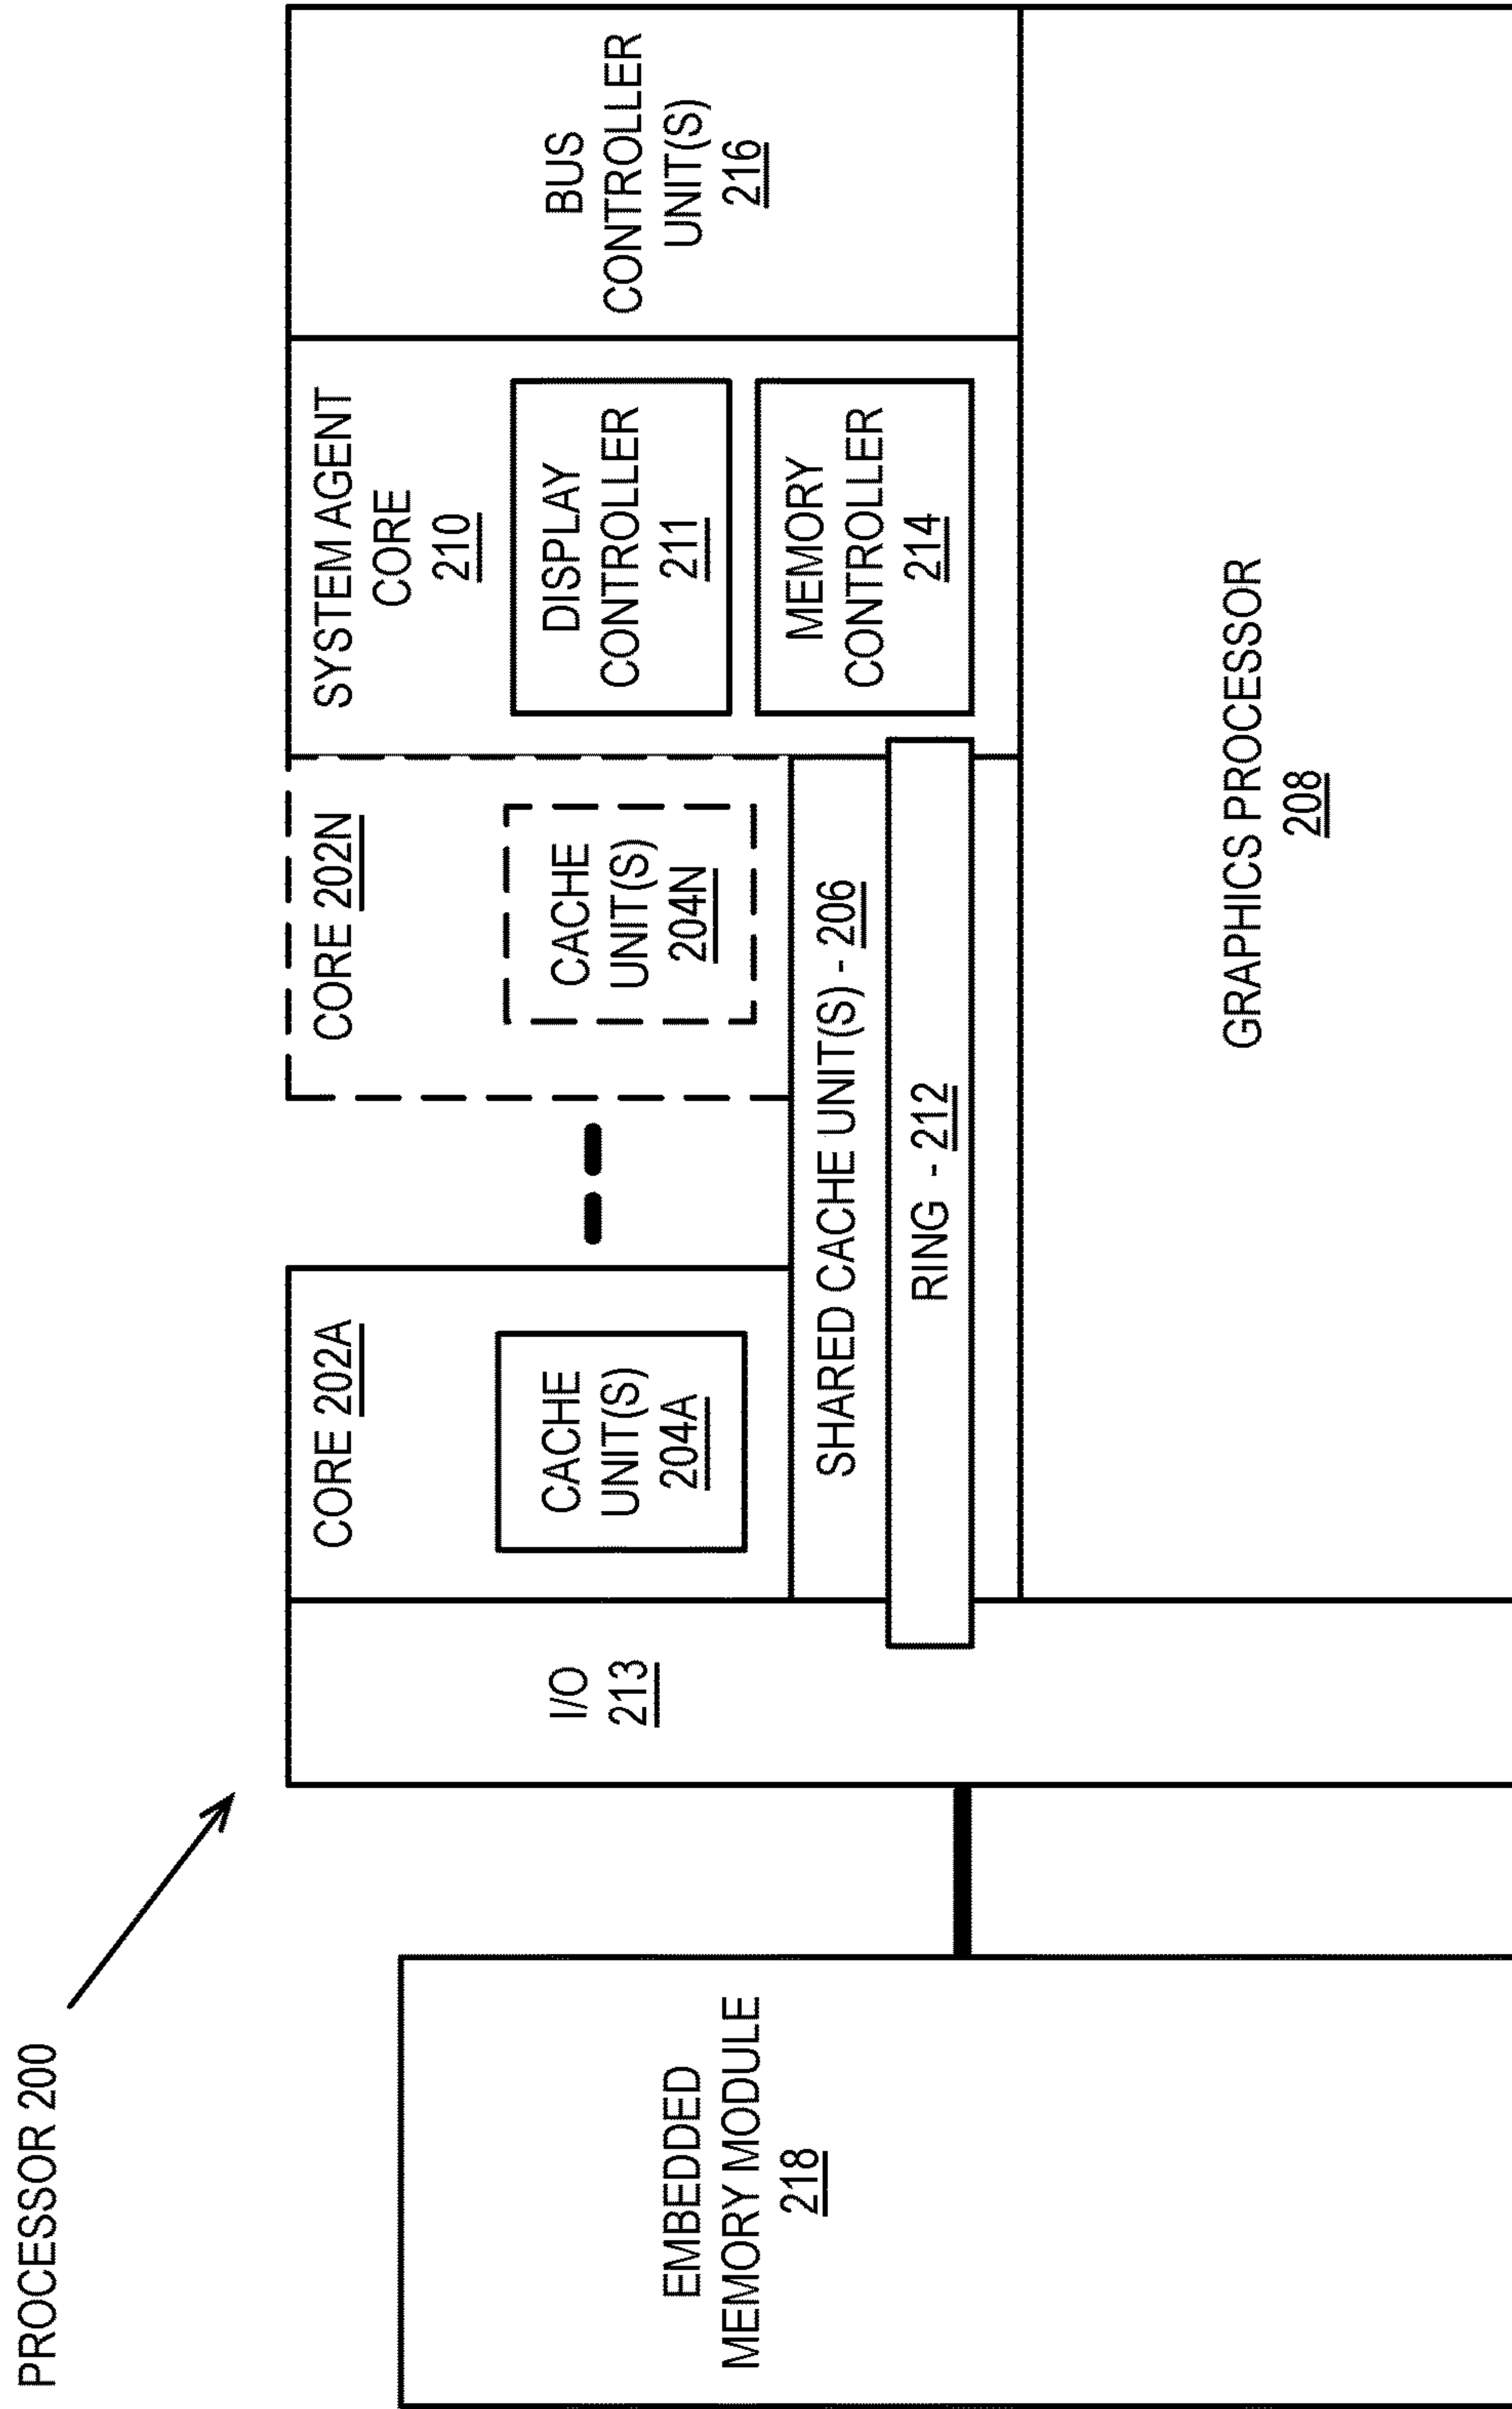 PROCESSOR 200
EMBEDDED
MEMORY MODULE
218
I/O
213
CORE 202A
CACHE
UNIT(S)
204A
CORE 202N
CACHE
UNIT(S)
204N
SHARED CACHE UNIT(S) - 206
RING - 212
SYSTEM AGENT
CORE
210
DISPLAY
CONTROLLER
211
MEMORY
CONTROLLER
214
BUS
CONTROLLER
UNIT(S)
216
GRAPHICS PROCESSOR
208